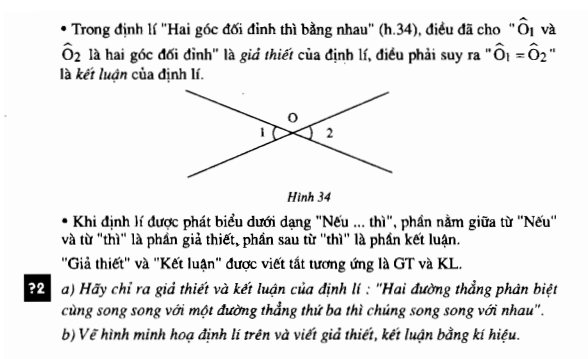 • Trong định lí "Hai góc đối đỉnh thì bằng nhau" (h.34), điều đã cho "Ô1 và
Ô2 là hai góc đối đỉnh" là giả thiết của định lí, điều phải suy ra "Ô1 = Ô2"
là kết luận của định lí.
O
1 2
Hình 34
• Khi định lí được phát biểu dưới dạng "Nếu ... thì", phần nằm giữa từ "Nếu"
và từ "thì" là phần giả thiết, phần sau từ "thì" là phần kết luận.
"Giả thiết" và "Kết luận" được viết tắt tương ứng là GT và KL.
?2 a) Hãy chỉ ra giả thiết và kết luận của định lí : "Hai đường thẳng phân biệt
cùng song song với một đường thẳng thứ ba thì chúng song song với nhau".
b) Vẽ hình minh hoạ định lí trên và viết giả thiết, kết luận bằng kí hiệu.